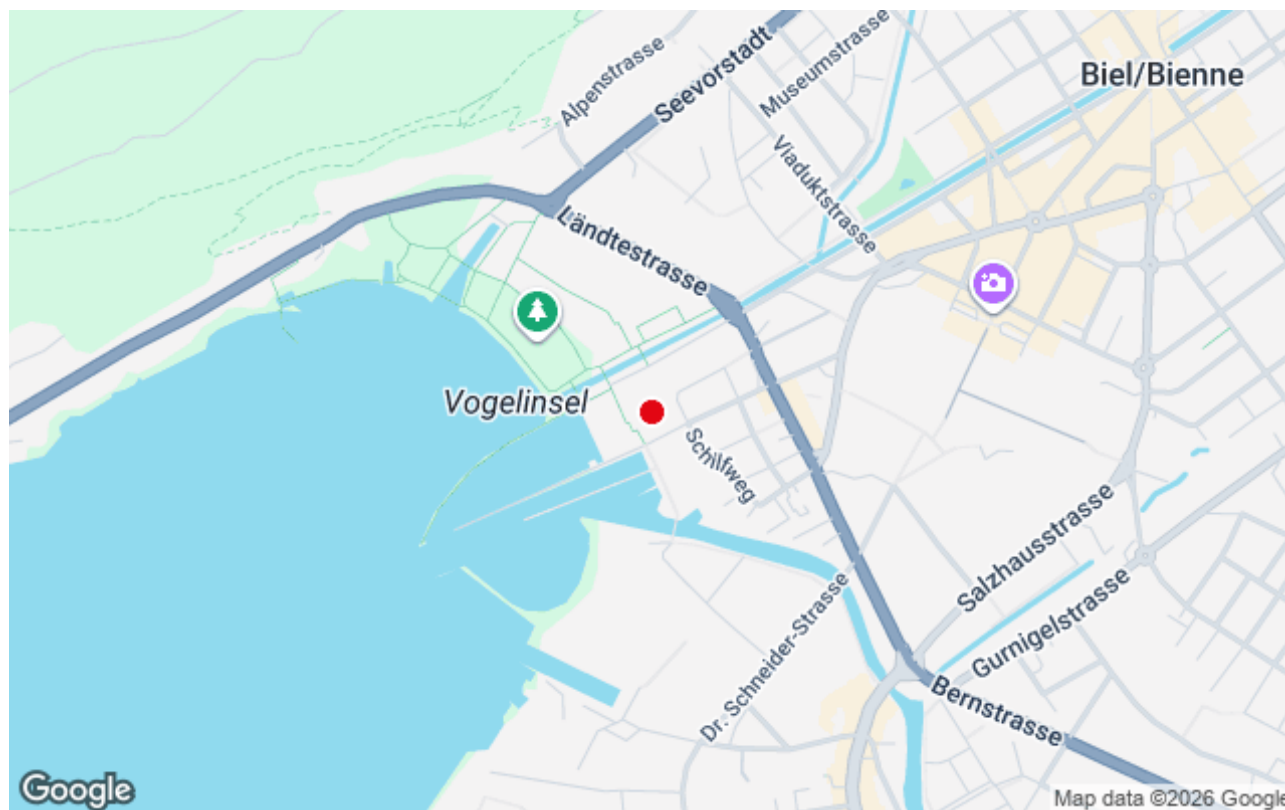 Biel/Bienne
Alpenstrasse
Seevorstadt
Museumstrasse
Viaduktstrasse
Ländtestrasse
Vogelinsel
Schilfweg
Salzhausstrasse
Gurnigelstrasse
Dr. Schneider-Strasse
Bernstrasse
Google
Map data ©2026 Google